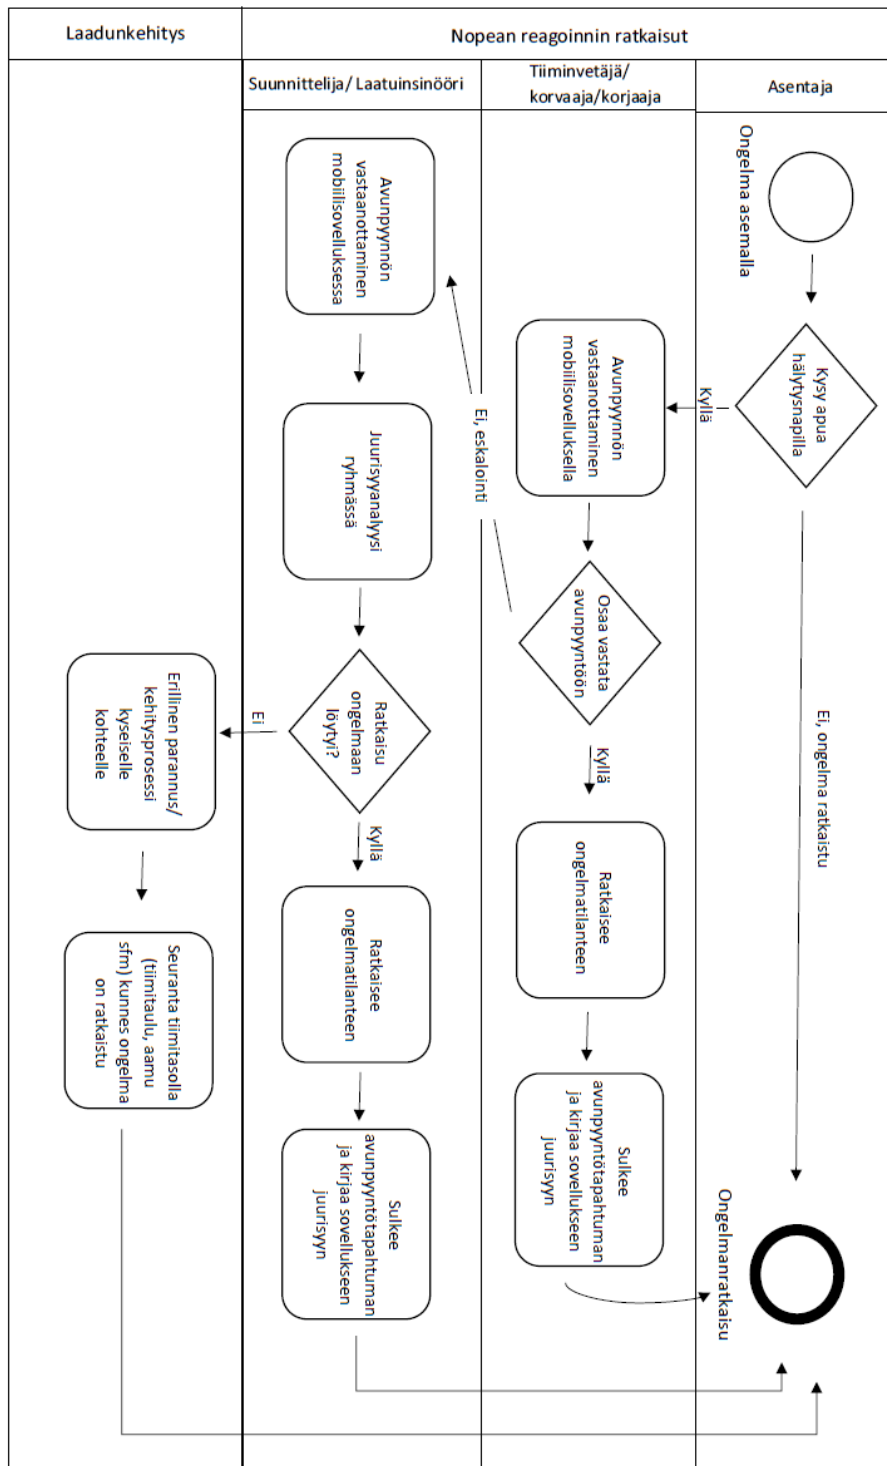 Laadunkehitys
Nopean reagoinnin ratkaisut
Suunnittelija/ Laatuinsinööri
Tiiminvetäjä/
korvaaja/korjaaja
Asentaja
Ongelma asemalla
Kysy apua
hälytysnapilla
Kyllä
Ei, ongelma ratkaistu
Avunpyynnön
vastaanottaminen
mobiilisovelluksella
Osaa vastata
avunpyyntöön
Ei, eskalointi
Kyllä
Ratkaisee
ongelmatilanteen
Sulkee
avunpyyntötapahtuman
ja kirjaa sovellukseen
juurisyyn
Ongelmanratkaisu
Avunpyynnön
vastaanottaminen
mobiilisovelluksessa
Juurisyyanalyysi
ryhmässä
Ratkaisu
ongelmaan
löytyi?
Ei
Kyllä
Ratkaisee
ongelmatilanteen
Sulkee
avunpyyntötapahtuman
ja kirjaa sovellukseen
juurisyyn
Erillinen parannus/
kehitysprosessi
kyseiselle
kohteelle
Seuranta tiimitasolla
(tiimitaulu, aamu
sfm) kunnes ongelma
on ratkaistu